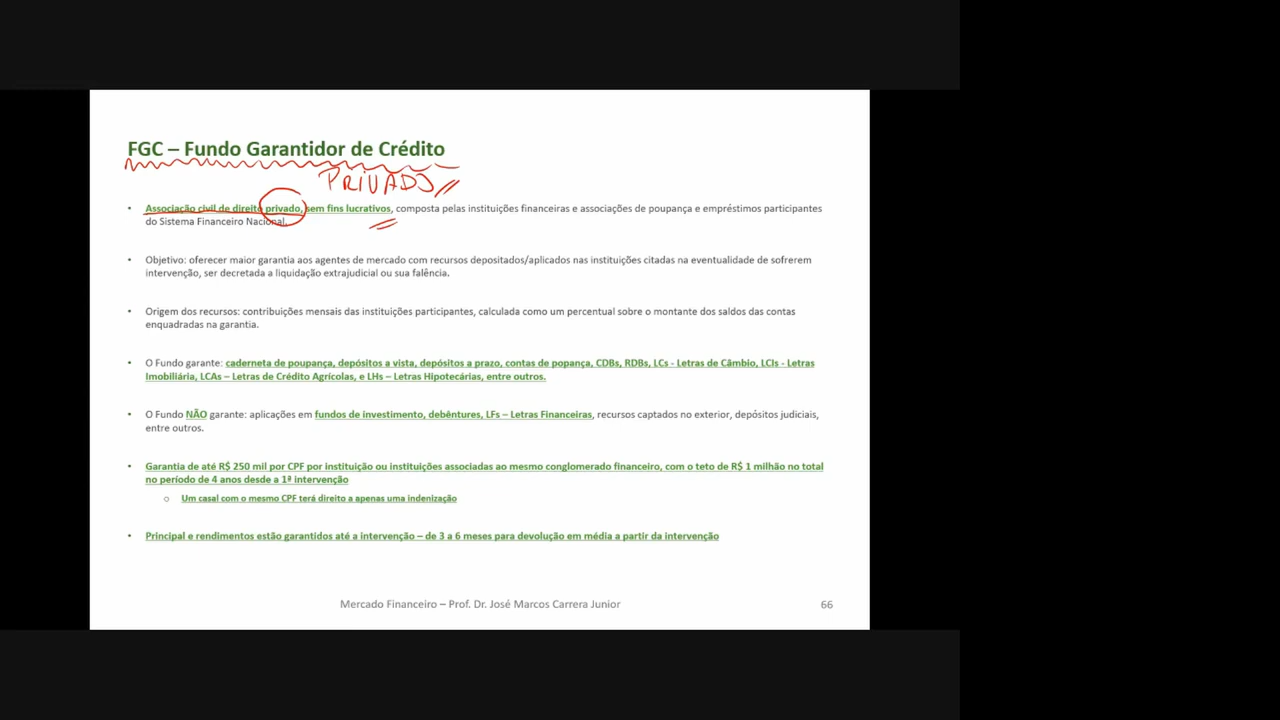 FGC – Fundo Garantidor de Crédito
PRIVADO
• Associação civil de direito privado, sem fins lucrativos, composta pelas instituições financeiras e associações de poupança e empréstimos participantes
do Sistema Financeiro Nacional.
• Objetivo: oferecer maior garantia aos agentes de mercado com recursos depositados/aplicados nas instituições citadas na eventualidade de sofrerem
intervenção, ser decretada a liquidação extrajudicial ou sua falência.
• Origem dos recursos: contribuições mensais das instituições participantes, calculada como um percentual sobre o montante dos saldos das contas
enquadradas na garantia.
• O Fundo garante: caderneta de poupança, depósitos a vista, depósitos a prazo, contas de popança, CDBs, RDBs, LCs - Letras de Câmbio, LCIs - Letras
Imobiliária, LCAs – Letras de Crédito Agrícolas, e LHs – Letras Hipotecárias, entre outros.
• O Fundo NÃO garante: aplicações em fundos de investimento, debêntures, LFs – Letras Financeiras, recursos captados no exterior, depósitos judiciais,
entre outros.
• Garantia de até R$ 250 mil por CPF por instituição ou instituições associadas ao mesmo conglomerado financeiro, com o teto de R$ 1 milhão no total
no período de 4 anos desde a 1ª intervenção
o Um casal com o mesmo CPF terá direito a apenas uma indenização
• Principal e rendimentos estão garantidos até a intervenção – de 3 a 6 meses para devolução em média a partir da intervenção
Mercado Financeiro – Prof. Dr. José Marcos Carrera Junior
66